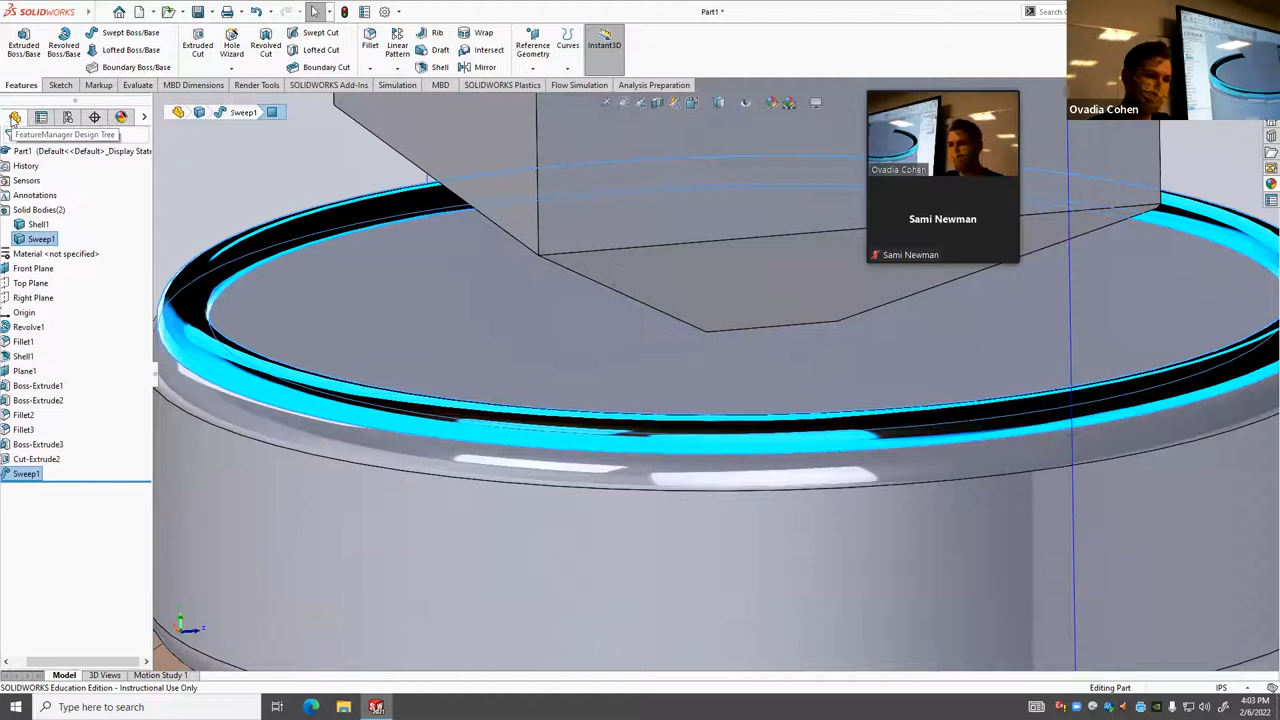 SOLIDWORKS
Part1 *
Search Co
Extruded Boss/Base
Revolved Boss/Base
Swept Boss/Base
Lofted Boss/Base
Boundary Boss/Base
Extruded Cut
Hole Wizard
Revolved Cut
Swept Cut
Lofted Cut
Boundary Cut
Fillet
Linear Pattern
Rib
Draft
Shell
Wrap
Intersect
Mirror
Reference Geometry
Curves
Instant3D
Features
Sketch
Markup
Evaluate
MBD Dimensions
Render Tools
SOLIDWORKS Add-Ins
Simulation
MBD
SOLIDWORKS Plastics
Flow Simulation
Analysis Preparation
Ovadia Cohen
Sweep1
FeatureManager Design Tree
Part1 (Default<<Default>_Display State
History
Sensors
Annotations
Solid Bodies(2)
Shell1
Sweep1
Material <not specified>
Front Plane
Top Plane
Right Plane
Origin
Revolve1
Fillet1
Shell1
Plane1
Boss-Extrude1
Boss-Extrude2
Fillet2
Fillet3
Boss-Extrude3
Cut-Extrude2
Sweep1
Ovadia Cohen
Sami Newman
Sami Newman
Model
3D Views
Motion Study 1
SOLIDWORKS Education Edition - Instructional Use Only
Editing Part
IPS
Type here to search
4:03 PM
2/6/2022